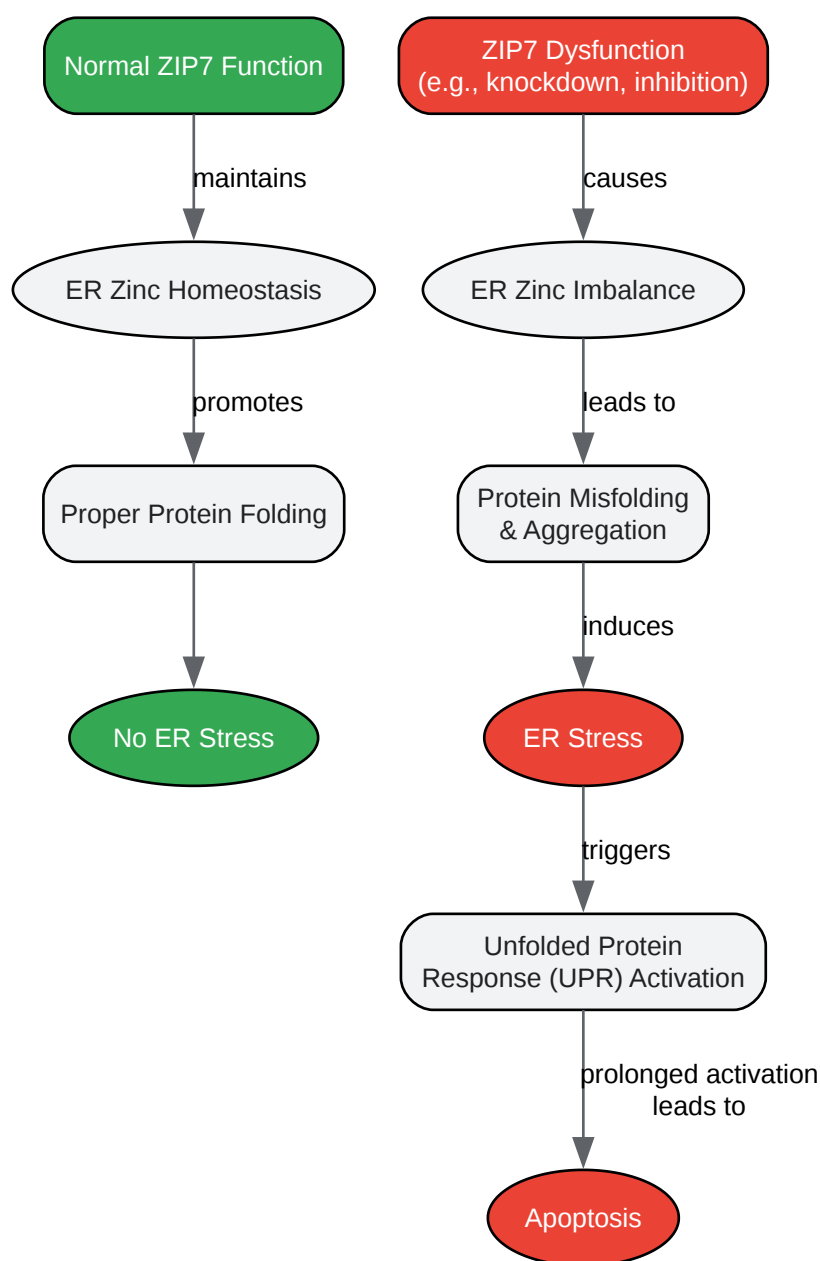 Normal ZIP7 Function
maintains
ER Zinc Homeostasis
promotes
Proper Protein Folding
No ER Stress
ZIP7 Dysfunction
(e.g., knockdown, inhibition)
causes
ER Zinc Imbalance
leads to
Protein Misfolding
& Aggregation
induces
ER Stress
triggers
Unfolded Protein
Response (UPR) Activation
prolonged activation
leads to
Apoptosis